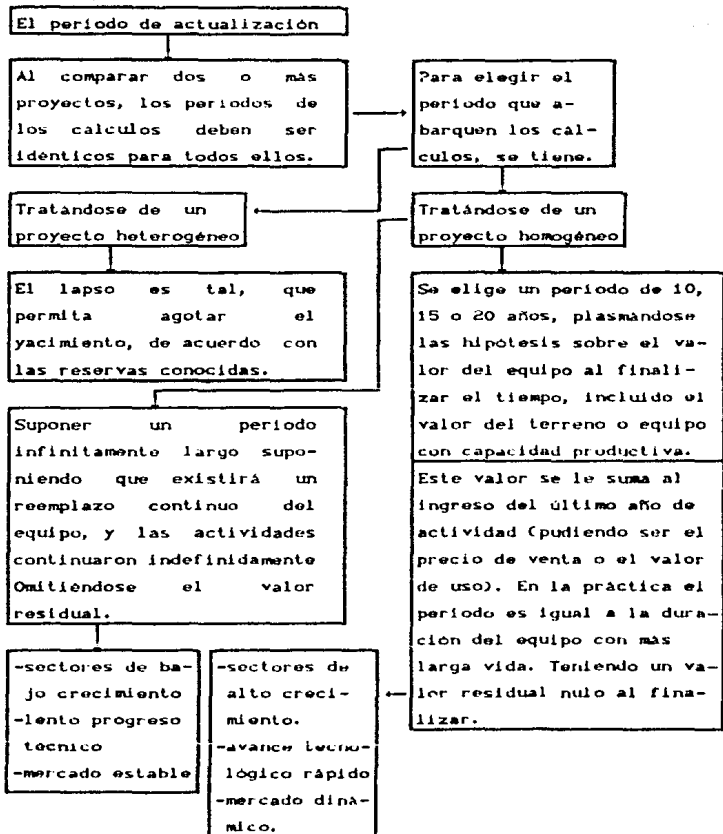 El periodo de actualización
Al comparar dos o más
proyectos, los periodos de
los calculos deben ser
idénticos para todos ellos.
Para elegir el
periodo que a-
barquen los cál-
culos, se tiene.
Tratándose de un
proyecto heterogéneo
Tratándose de un
proyecto homogéneo
El lapso es tal, que
permita agotar el
yacimiento, de acuerdo con
las reservas conocidas.
Se elige un periodo de 10,
15 o 20 años, plasmándose
las hipótesis sobre el va-
lor del equipo al finali-
zar el tiempo, incluido el
valor del terreno o equipo
con capacidad productiva.
Suponer un periodo
infinitamente largo supo-
niendo que existirá un
reemplazo continuo del
equipo, y las actividades
continuaron indefinidamente
Omitiéndose el valor
residual.
Este valor se le suma al
ingreso del último año de
actividad (pudiendo ser el
precio de venta o el valor
de uso). En la práctica el
periodo es igual a la dura-
ción del equipo con más
larga vida. Teniendo un va-
lor residual nulo al fina-
lizar.
-sectores de ba-
jo crecimiento
-lento progreso
técnico
-mercado estable
-sectores de
alto creci-
miento.
-avance tecno-
lógico rápido
-mercado diná-
mico.